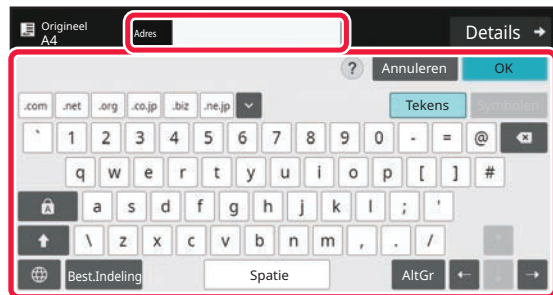 Origineel
A4
Adres
Details →
? Annuleren OK
.com .net .org .co.jp .biz .ne.jp Tekens Symbolen
` 1 2 3 4 5 6 7 8 9 0 - = @
q w e r t y u i o p [ ] #
A a s d f g h j k l ; '
\ z x c v b n m , . /
Best.Indeling Spatie AltGr ← ↓ →